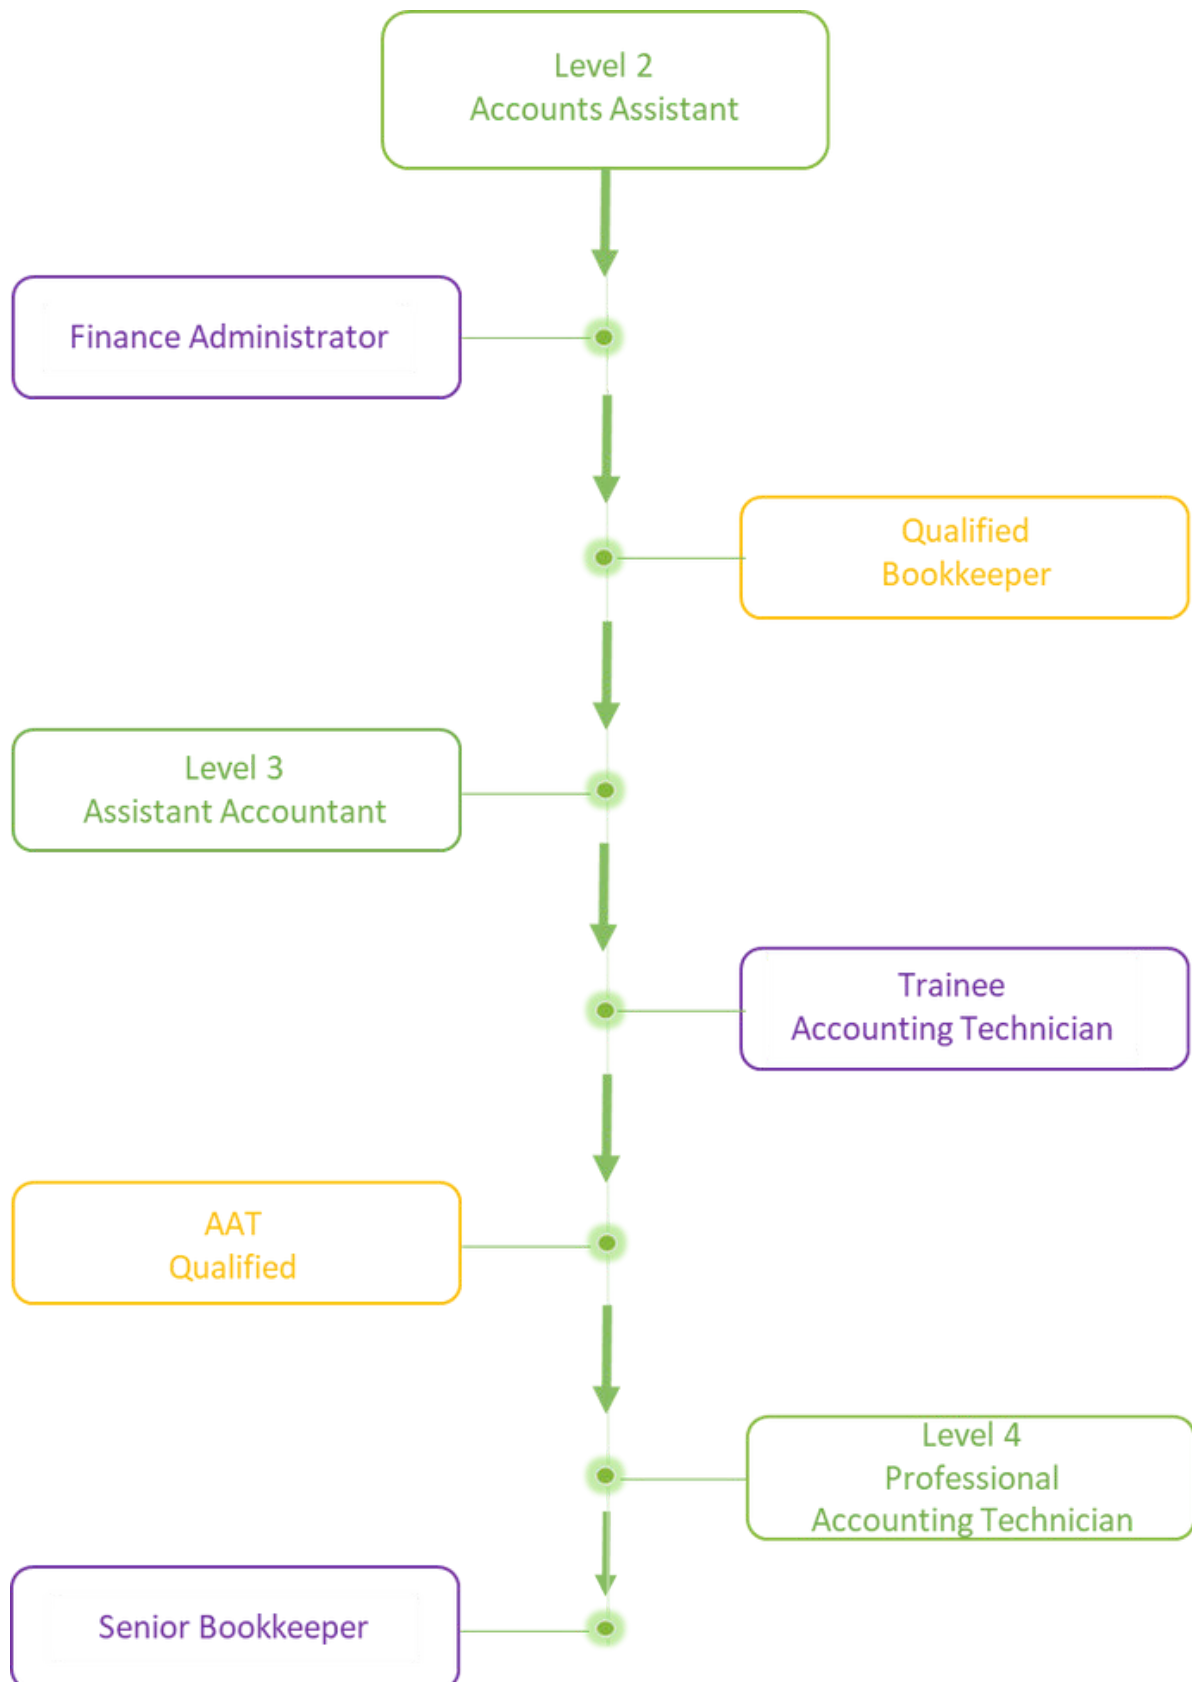 Level 2
Accounts Assistant
Finance Administrator
Qualified
Bookkeeper
Level 3
Assistant Accountant
Trainee
Accounting Technician
AAT
Qualified
Level 4
Professional
Accounting Technician
Senior Bookkeeper